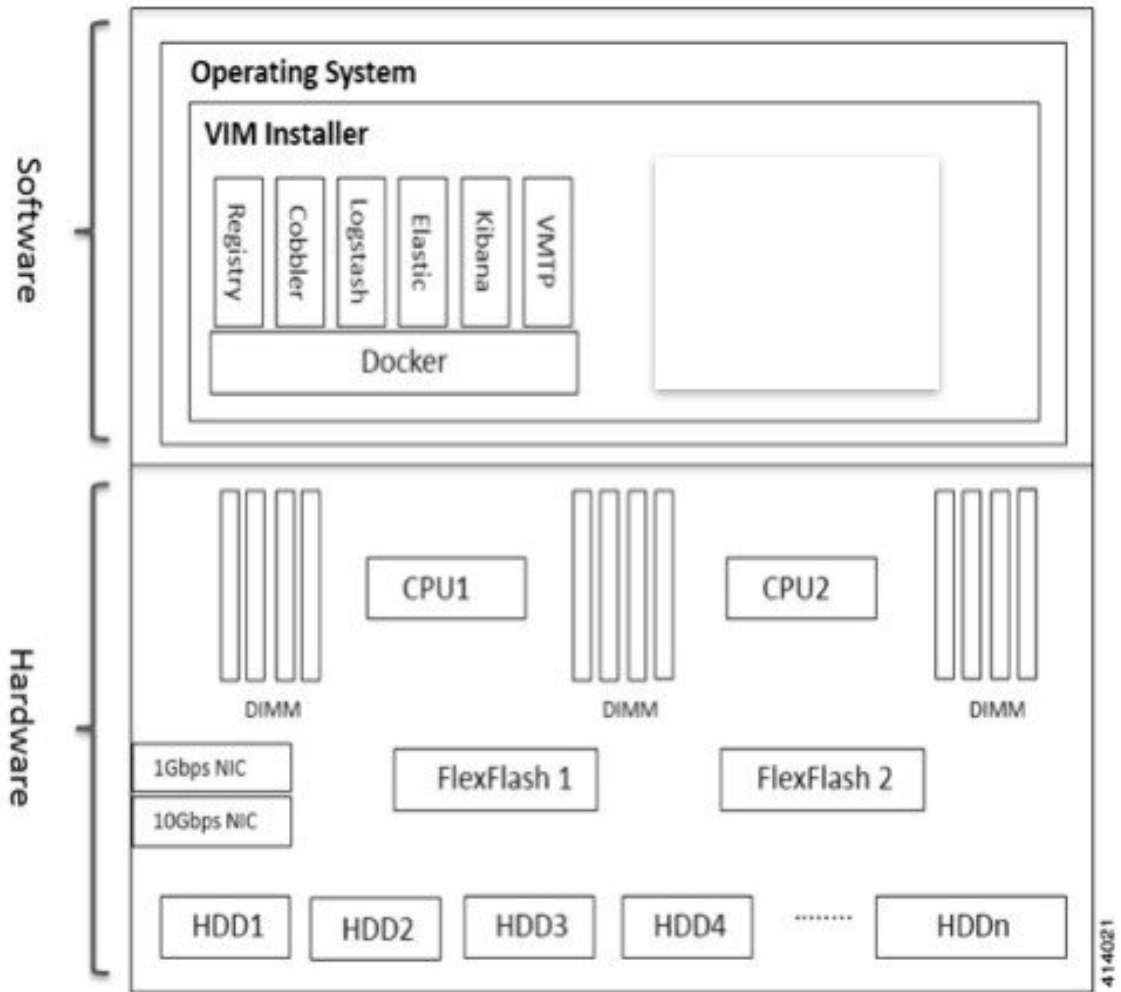 Software
Operating System
VIM Installer
Registry
Cobbler
Logstash
Elastic
Kibana
VMTP
Docker
Hardware
CPU1
CPU2
DIMM
DIMM
DIMM
1Gbps NIC
10Gbps NIC
FlexFlash 1
FlexFlash 2
HDD1
HDD2
HDD3
HDD4
........
HDDn
414021